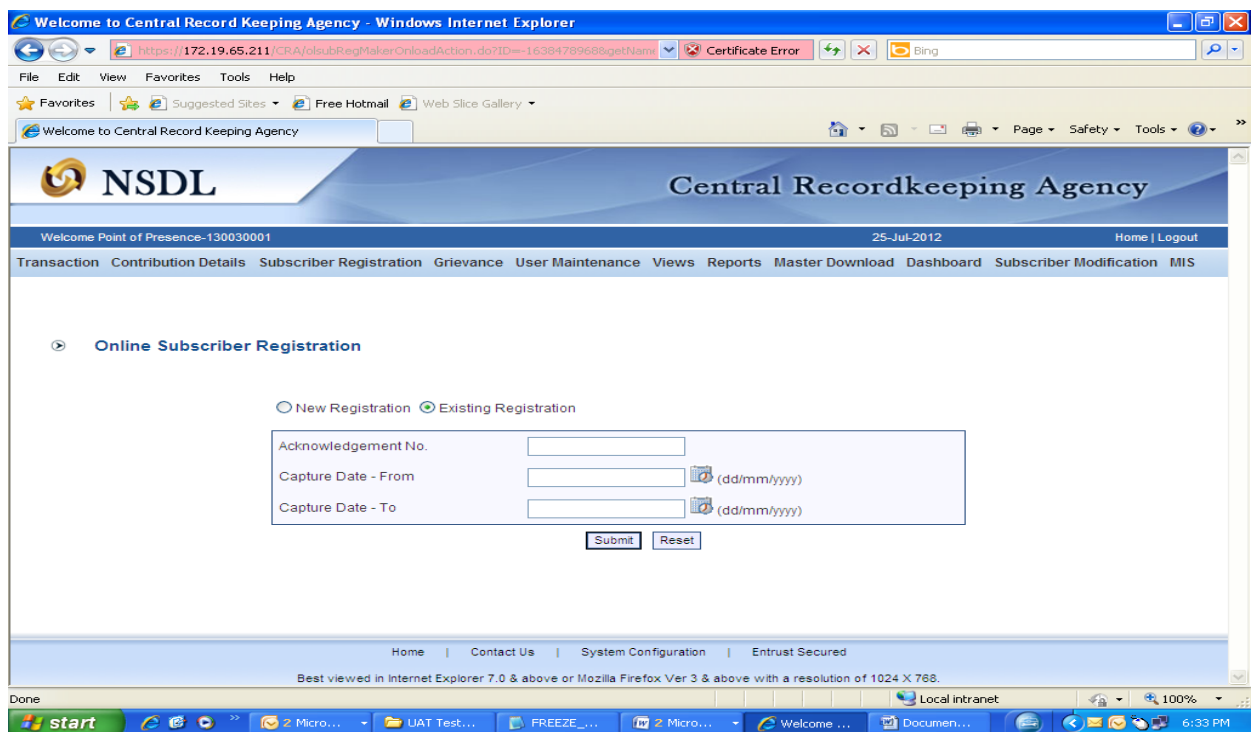 Welcome to Central Record Keeping Agency - Windows Internet Explorer
https://172.19.65.211/CRA/olsubRegMakerOnloadAction.do?ID=-1638478968&getName Certificate Error Bing
File Edit View Favorites Tools Help
Favorites Suggested Sites Free Hotmail Web Slice Gallery
Welcome to Central Record Keeping Agency Page Safety Tools »
NSDL Central Recordkeeping Agency
Welcome Point of Presence-130030001 25-Jul-2012 Home | Logout
Transaction Contribution Details Subscriber Registration Grievance User Maintenance Views Reports Master Download Dashboard Subscriber Modification MIS
Online Subscriber Registration
New Registration Existing Registration
Acknowledgement No.
Capture Date - From (dd/mm/yyyy)
Capture Date - To (dd/mm/yyyy)
Submit Reset
Home | Contact Us | System Configuration | Entrust Secured
Best viewed in Internet Explorer 7.0 & above or Mozilla Firefox Ver 3 & above with a resolution of 1024 X 768.
Done Local intranet 100%
start » 2 Micro... UAT Test... FREEZE_... 2 Micro... Welcome ... Documen... 6:33 PM